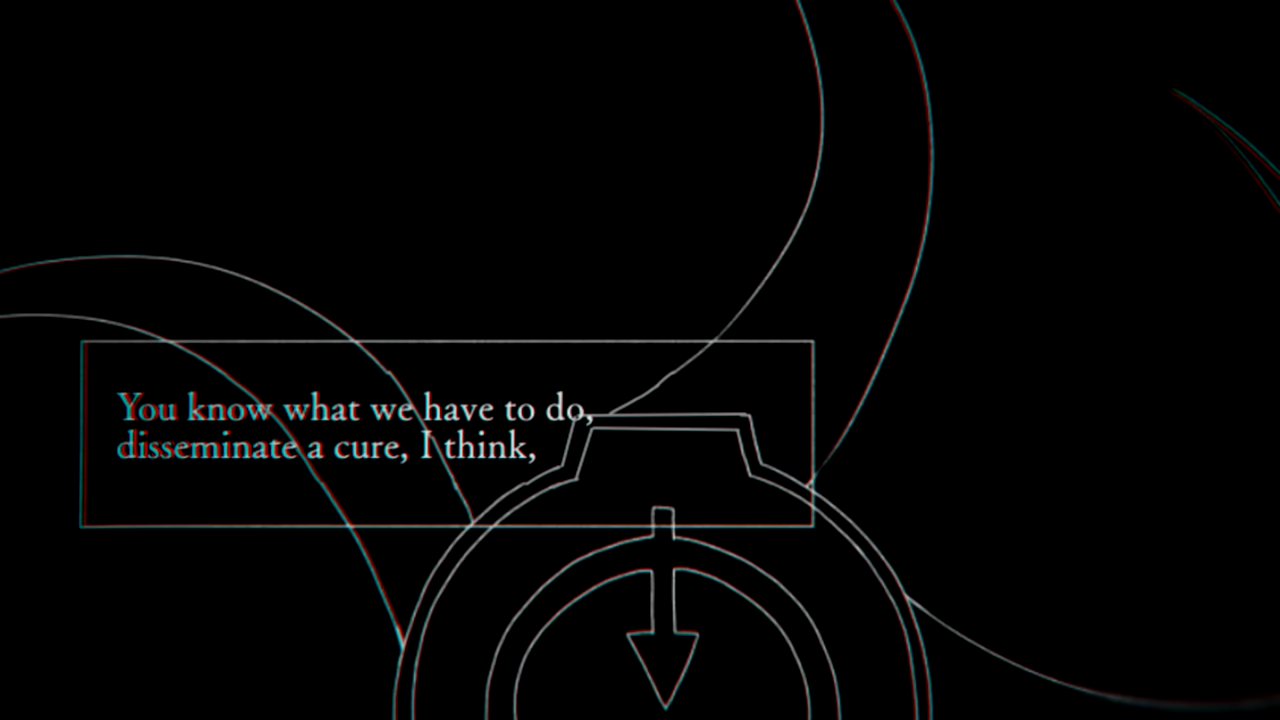 You know what we have to do,
disseminate a cure, I think,